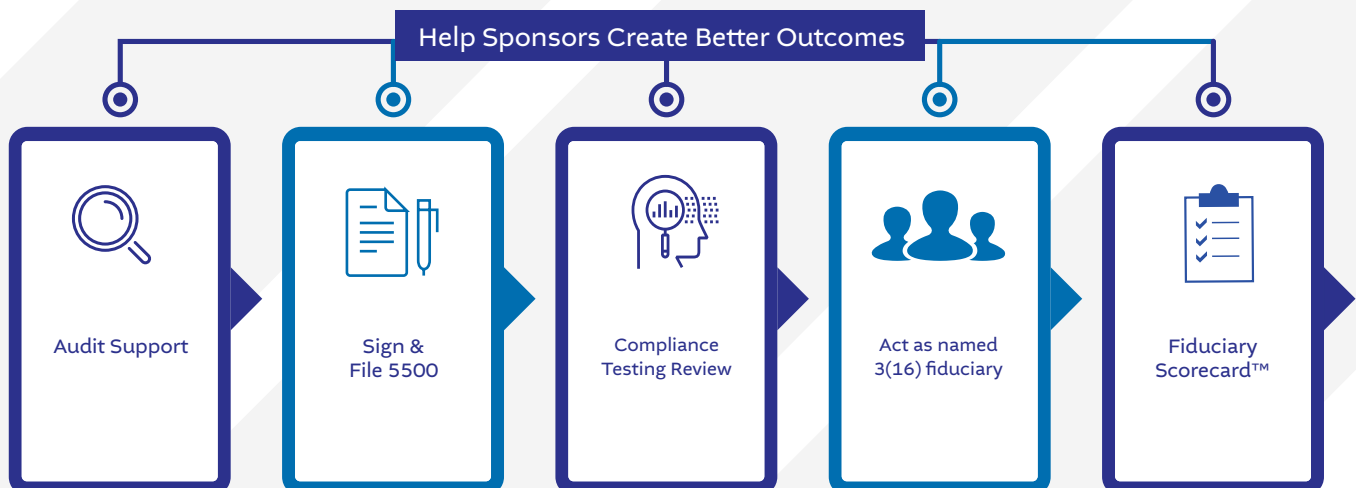 Help Sponsors Create Better Outcomes
Audit Support
Sign &
File 5500
Compliance
Testing Review
Act as named
3(16) fiduciary
Fiduciary
Scorecard™